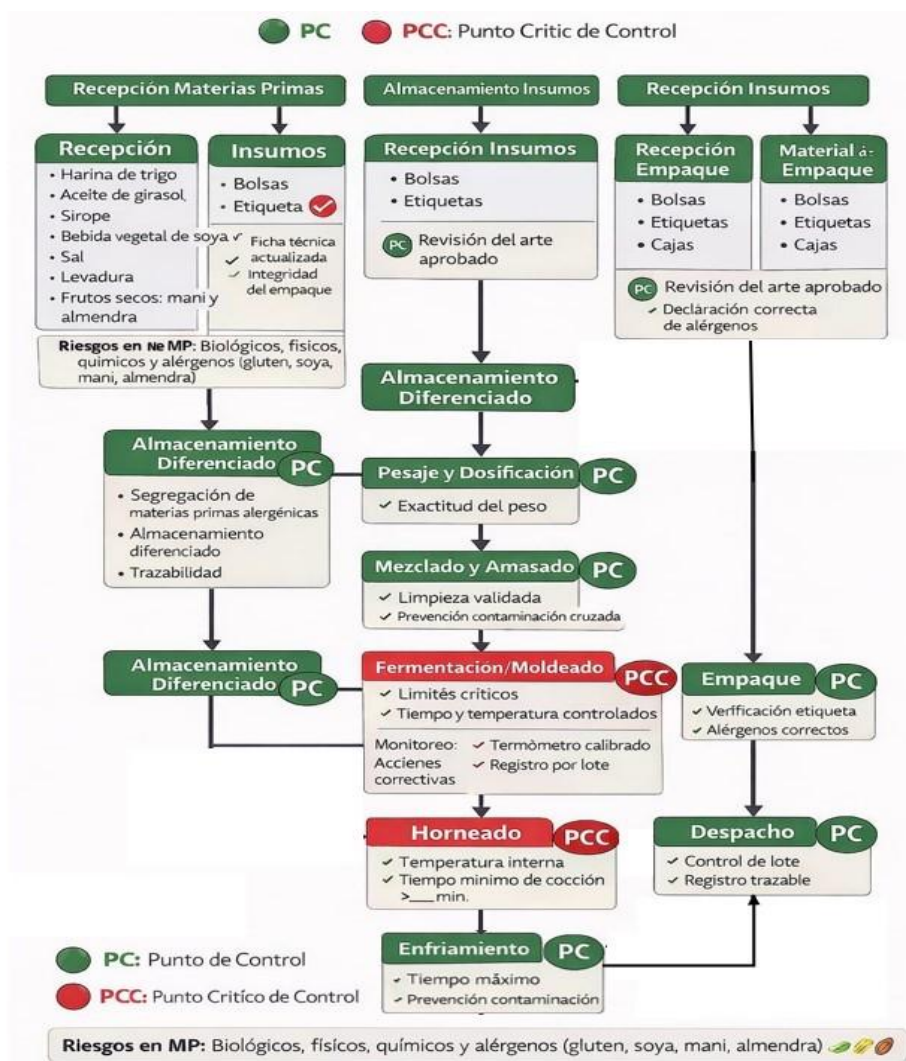 PC PCC: Punto Critic de Control
Recepción Materias Primas
Recepción
• Harina de trigo
• Aceite de girasol,
• Sirope
• Bebida vegetal de soya ✓
• Sal
• Levadura
• Frutos secos: mani y
almendra
Insumos
• Bolsas
• Etiqueta
✓ Ficha técnica
actualizada
✓ Integridad
del empaque
Riesgos en MP: Biológicos, fisicos,
quimicos y alérgenos (gluten, soya,
mani, almendra)
Almacenamiento Insumos
Recepción Insumos
• Bolsas
• Etiquetas
PC Revisión del arte
aprobado
Recepción Insumos
Recepción
Empaque
• Bolsas
• Etiquetas
• Cajas
Material de
Empaque
• Bolsas
• Etiquetas
• Cajas
PC Revisión del arte aprobado
✓ Declaración correcta
de alérgenos
Almacenamiento
Diferenciado
Almacenamiento
Diferenciado PC
• Segregación de
materias primas alergénicas
• Almacenamiento
diferenciado
• Trazabilidad
Pesaje y Dosificación PC
✓ Exactitud del peso
Mezclado y Amasado PC
✓ Limpieza validada
✓ Prevención contaminación cruzada
Almacenamiento
Diferenciado PC
Fermentación/Moldeado PCC
✓ Limités críticos
✓ Tiempo y temperatura controlados
Monitoreo: ✓ Termòmetro calibrado
Accienes ✓ Registro por lote
correctivas
Empaque PC
✓ Verificación etiqueta
✓ Alérgenos correctos
Horneado PCC
✓ Temperatura interna
✓ Tiempo minimo de cocción
>___ min.
Despacho PC
✓ Control de lote
✓ Registro trazable
Enfriamiento PC
✓ Tiempo máximo
✓ Prevención contaminación
PC: Punto de Control
PCC: Punto Critíco de Control
Riesgos en MP: Biológicos, físicos, químicos y alérgenos (gluten, soya, mani, almendra)